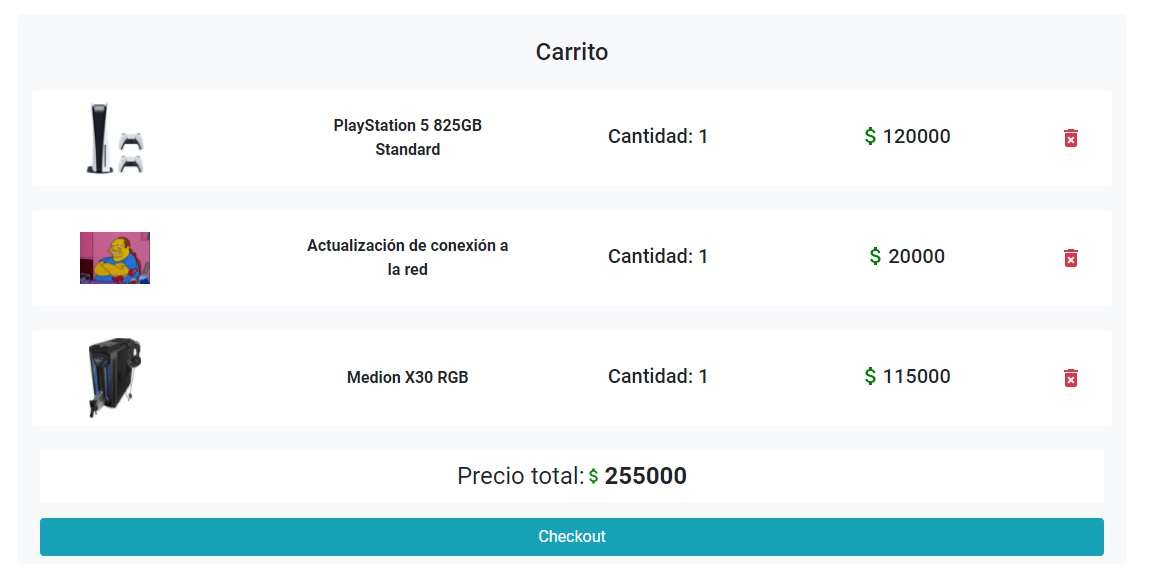 Carrito
PlayStation 5 825GB
Standard
Cantidad: 1
$ 120000
Actualización de conexión a
la red
Cantidad: 1
$ 20000
Medion X30 RGB
Cantidad: 1
$ 115000
Precio total: $ 255000
Checkout